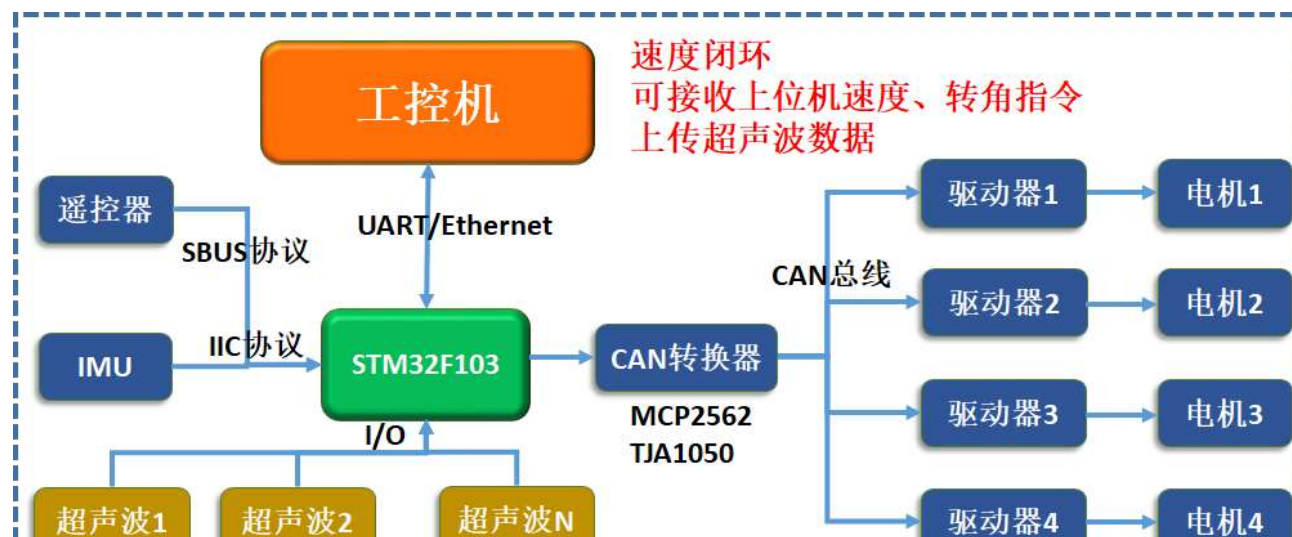 工控机
速度闭环
可接收上位机速度、转角指令
上传超声波数据
遥控器
SBUS协议
UART/Ethernet
IMU
IIC协议
STM32F103
CAN转换器
MCP2562
TJA1050
CAN总线
驱动器1
电机1
驱动器2
电机2
驱动器3
电机3
驱动器4
电机4
I/O
超声波1
超声波2
超声波N